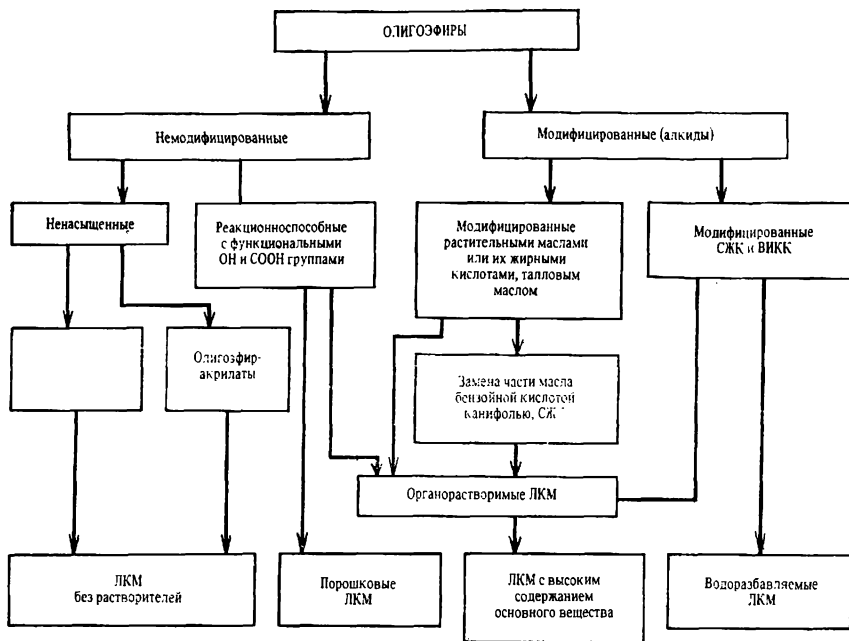 ОЛИГОЭФИРЫ
Немодифицированные
Модифицированные (алкиды)
Ненасыщенные
Реакционноспособные
с функциональными
ОН и СООН группами
Модифицированные
растительными маслами
или их жирными
кислотами, талловым
маслом
Модифицированные
СЖК и ВИКК
Олигоэфир-
акрилаты
Замена части масла
бензойной кислотой
канифолью,
Органорастворимые ЛКМ
ЛКМ
без растворителей
Порошковые
ЛКМ
ЛКМ с высоким
содержанием
основного вещества
Водоразбавляемые
ЛКМ